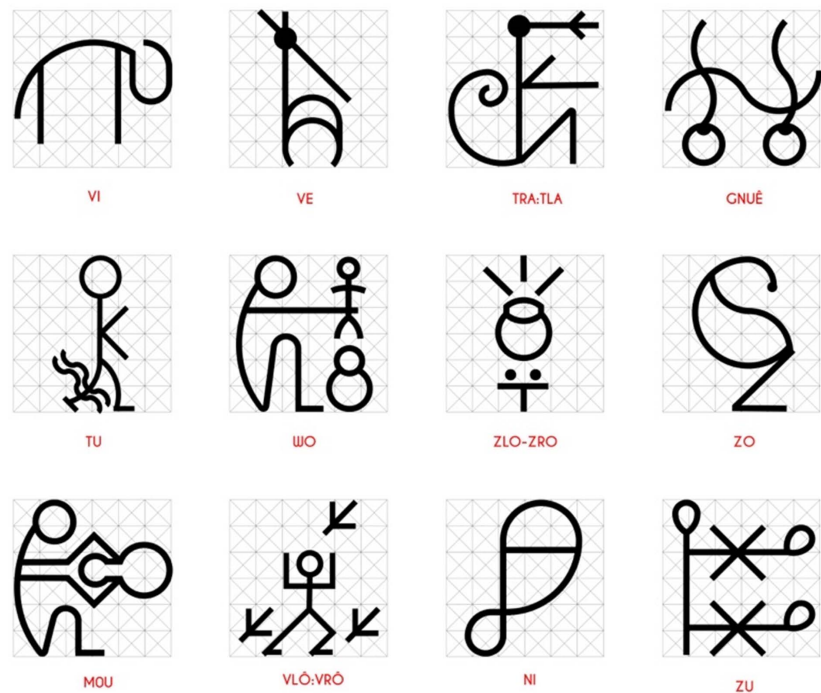 VI VE TRA:TLA GNUÊ
TU WO ZLO-ZRO ZO
MOU VLÔ:VRÔ NI ZU